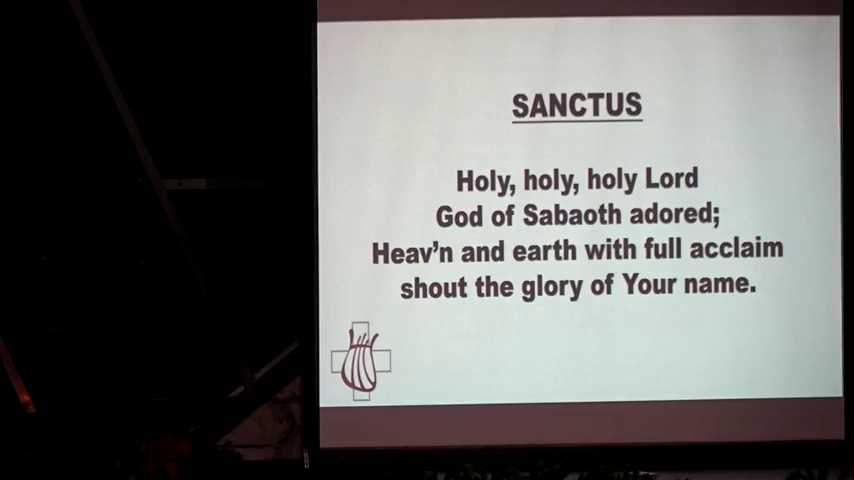 SANCTUS
Holy, holy, holy Lord
God of Sabaoth adored;
Heav'n and earth with full acclaim
shout the glory of Your name.